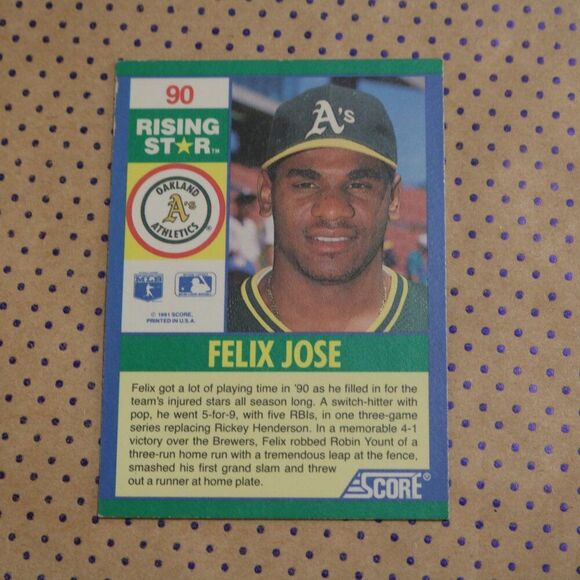 90
RISING
STAR™
OAKLAND
A's
ATHLETICS®
MLB
© 1991 SCORE,
PRINTED IN U.S.A.
A's
FELIX JOSE
Felix got a lot of playing time in '90 as he filled in for the
team's injured stars all season long. A switch-hitter with
pop, he went 5-for-9, with five RBIs, in one three-game
series replacing Rickey Henderson. In a memorable 4-1
victory over the Brewers, Felix robbed Robin Yount of a
three-run home run with a tremendous leap at the fence,
smashed his first grand slam and threw
out a runner at home plate.
SCORE®